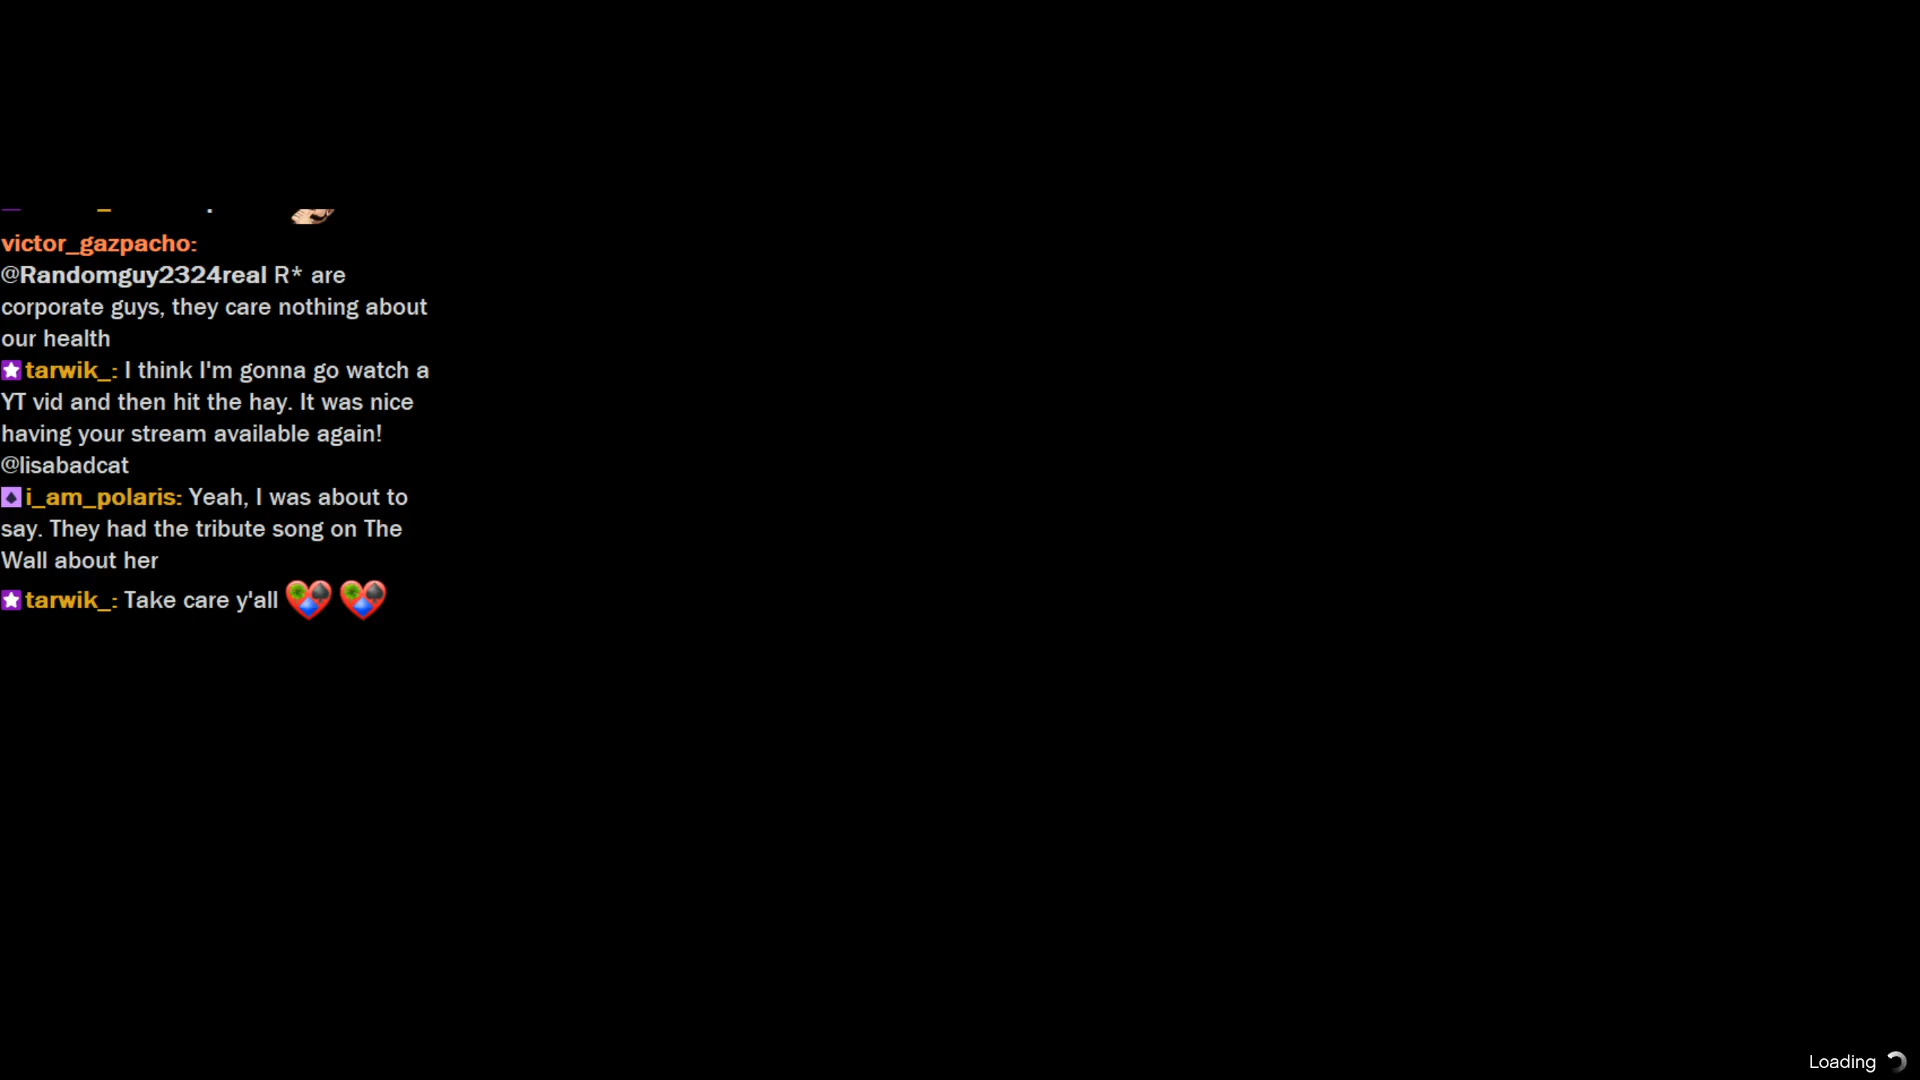 victor_gazpacho:
@Randomguy2324real R* are
corporate guys, they care nothing about
our health
tarwik_: I think I'm gonna go watch a
YT vid and then hit the hay. It was nice
having your stream available again!
@lisabadcat
i_am_polaris: Yeah, I was about to
say. They had the tribute song on The
Wall about her
tarwik_: Take care y'all
Loading